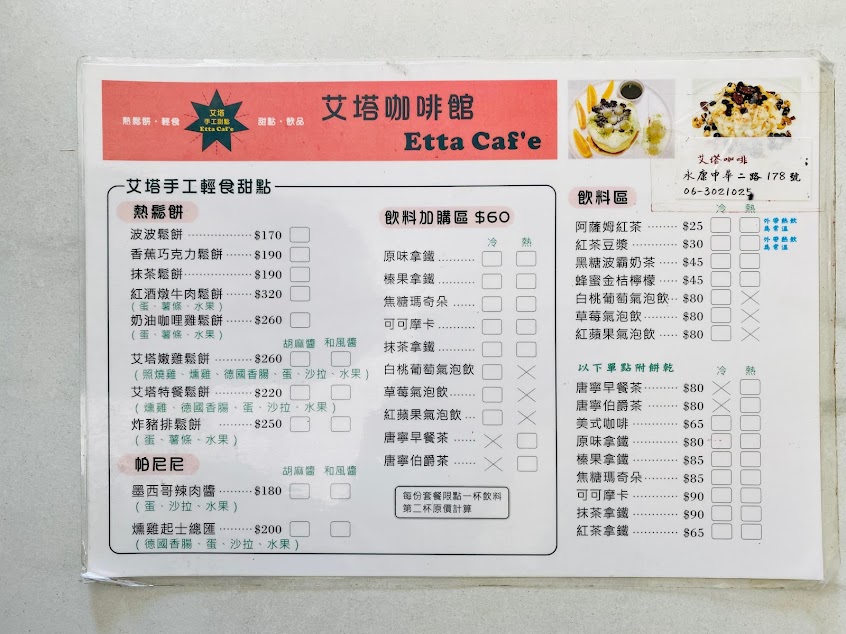 熱鬆餅、輕食
艾塔
手工甜點
Etta Caf'e
甜點、飲品
艾塔咖啡館
Etta Caf'e
艾塔咖啡
永康中華二路178號
06-3021025
艾塔手工輕食甜點
熱鬆餅
波波鬆餅 $170
香蕉巧克力鬆餅 $190
抹茶鬆餅 $190
紅酒燉牛肉鬆餅 $320
(蛋、薯條、水果)
奶油咖哩雞鬆餅 $260
(蛋、薯條、水果)
胡麻醬 和風醬
艾塔嫩雞鬆餅 $260
(照燒雞、燻雞、德國香腸、蛋、沙拉、水果)
艾塔特餐鬆餅 $220
(燻雞、德國香腸、蛋、沙拉、水果)
炸豬排鬆餅 $250
(蛋、薯條、水果)
帕尼尼
胡麻醬 和風醬
墨西哥辣肉醬 $180
(蛋、沙拉、水果)
燻雞起士總匯 $200
(德國香腸、蛋、沙拉、水果)
飲料加購區 $60
冷 熱
原味拿鐵
榛果拿鐵
焦糖瑪奇朵
可可摩卡
抹茶拿鐵
白桃葡萄氣泡飲
草莓氣泡飲
紅蘋果氣泡飲
唐寧早餐茶
唐寧伯爵茶
每份套餐限點一杯飲料
第二杯原價計算
飲料區
冷 熱
阿薩姆紅茶 $25
外帶熱飲
為常溫
紅茶豆漿 $30
外帶熱飲
為常溫
黑糖波霸奶茶 $45
蜂蜜金桔檸檬 $45
白桃葡萄氣泡飲 $80
草莓氣泡飲 $80
紅蘋果氣泡飲 $80
以下單點附餅乾 冷 熱
唐寧早餐茶 $80
唐寧伯爵茶 $80
美式咖啡 $65
原味拿鐵 $80
榛果拿鐵 $85
焦糖瑪奇朵 $85
可可摩卡 $90
抹茶拿鐵 $90
紅茶拿鐵 $65